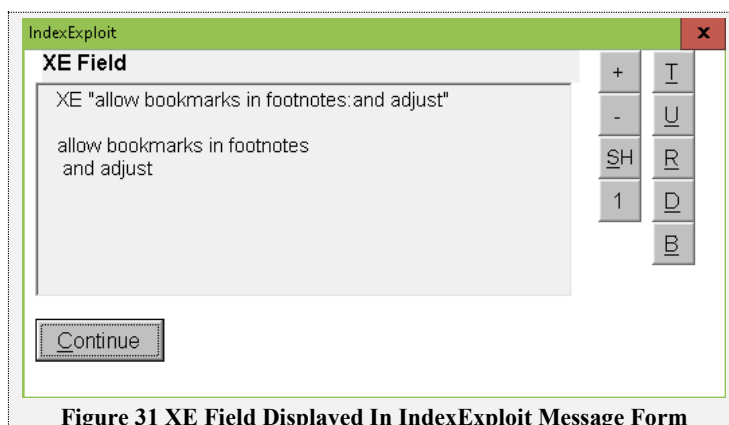 IndexExploit
x
XE Field
XE "allow bookmarks in footnotes:and adjust"
allow bookmarks in footnotes
and adjust
+
T
-
U
SH
R
1
D
B
Continue
Figure 31 XE Field Displayed In IndexExploit Message Form